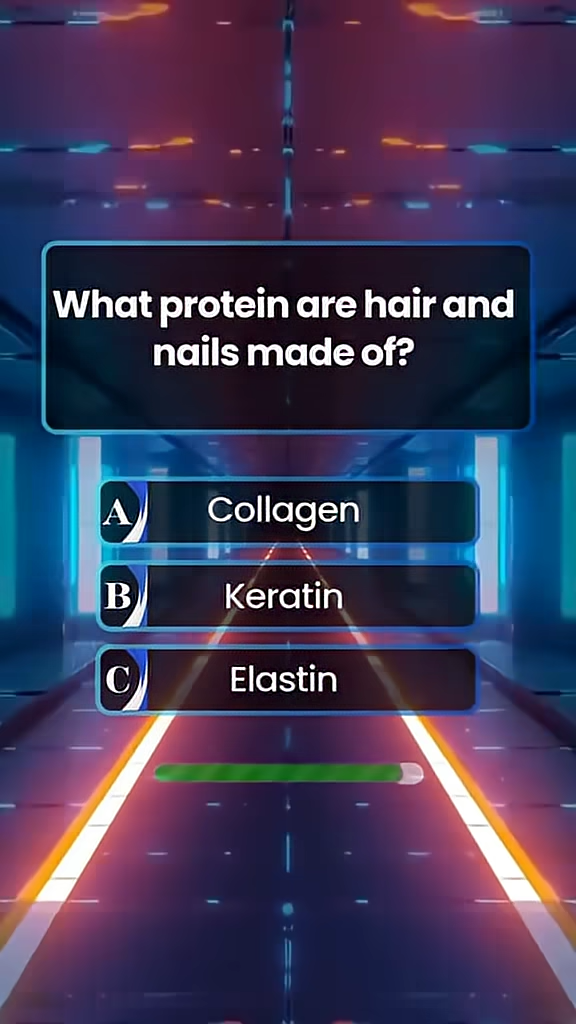 What protein are hair and
nails made of?
A Collagen
B Keratin
C Elastin